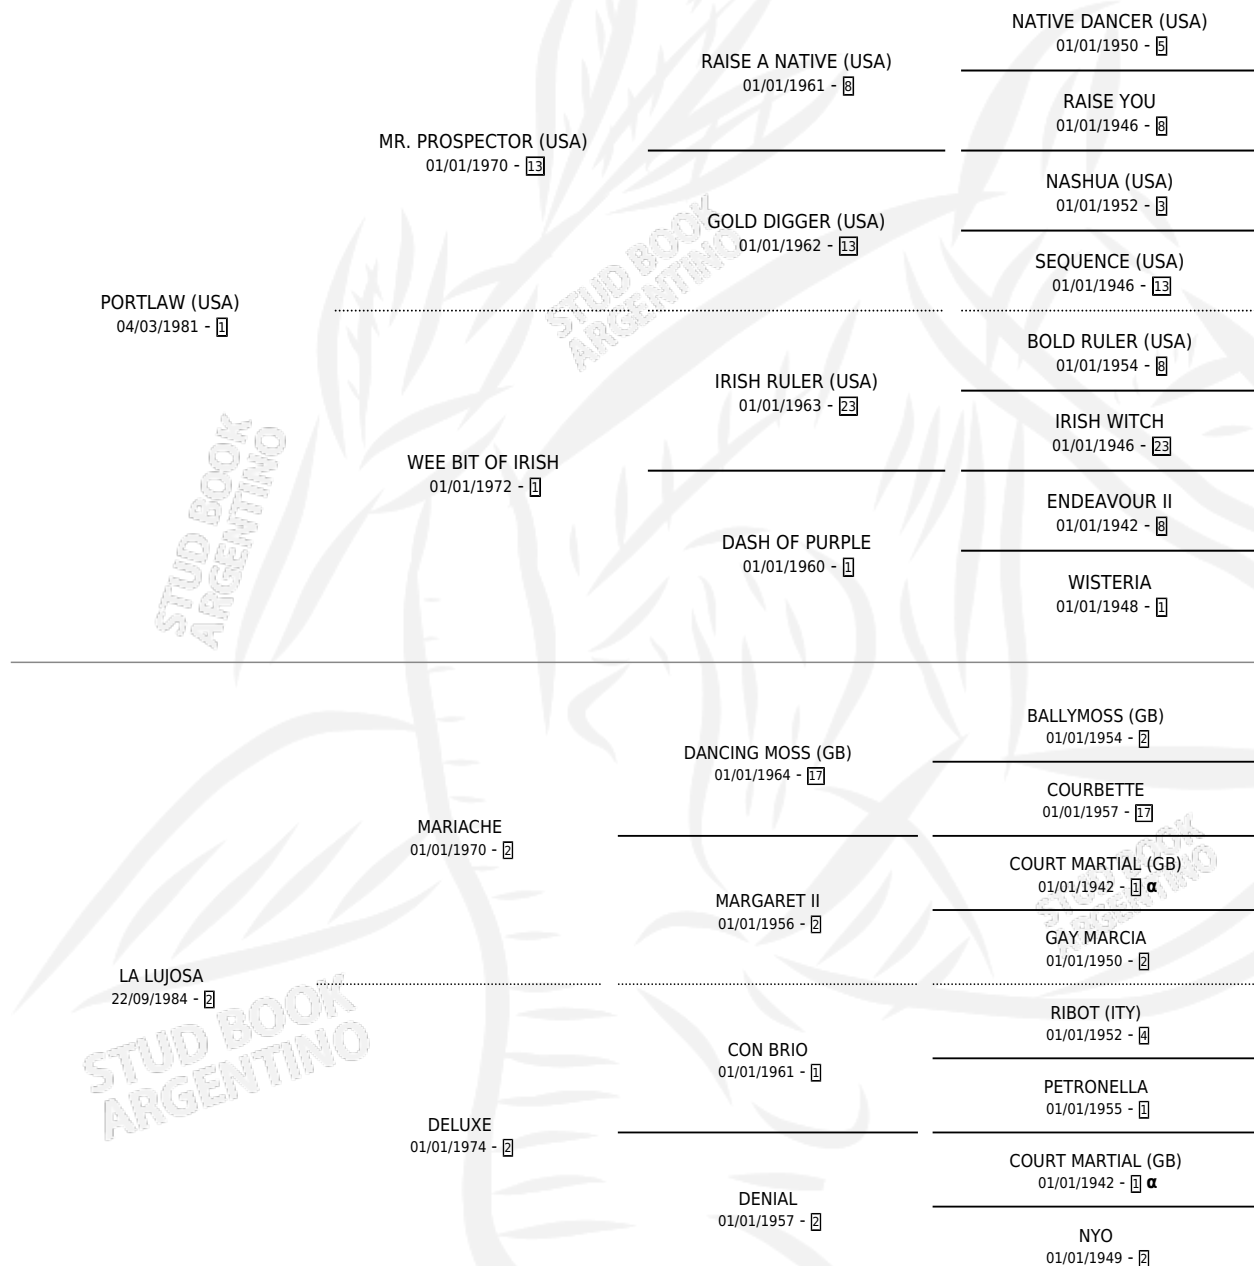 NATIVE DANCER (USA)
01/01/1950 - 5
RAISE A NATIVE (USA)
01/01/1961 - 8
RAISE YOU
01/01/1946 - 8
MR. PROSPECTOR (USA)
01/01/1970 - 13
NASHUA (USA)
01/01/1952 - 3
GOLD DIGGER (USA)
01/01/1962 - 13
SEQUENCE (USA)
01/01/1946 - 13
PORTLAW (USA)
04/03/1981 - 1
BOLD RULER (USA)
01/01/1954 - 8
IRISH RULER (USA)
01/01/1963 - 23
IRISH WITCH
01/01/1946 - 23
WEE BIT OF IRISH
01/01/1972 - 1
ENDEAVOUR II
01/01/1942 - 8
DASH OF PURPLE
01/01/1960 - 1
WISTERIA
01/01/1948 - 1
BALLYMOSS (GB)
01/01/1954 - 2
DANCING MOSS (GB)
01/01/1964 - 17
COURBETTE
01/01/1957 - 17
MARIACHE
01/01/1970 - 2
COURT MARTIAL (GB)
01/01/1942 - 1 α
MARGARET II
01/01/1956 - 2
GAY MARCIA
01/01/1950 - 2
LA LUJOSA
22/09/1984 - 2
RIBOT (ITY)
01/01/1952 - 4
CON BRIO
01/01/1961 - 1
PETRONELLA
01/01/1955 - 1
DELUXE
01/01/1974 - 2
COURT MARTIAL (GB)
01/01/1942 - 1 α
DENIAL
01/01/1957 - 2
NYO
01/01/1949 - 2
STUD BOOK
ARGENTINO
STUD BOOK
ARGENTINO
STUD BOOK
ARGENTINO
STUD BOOK
ARGENTINO